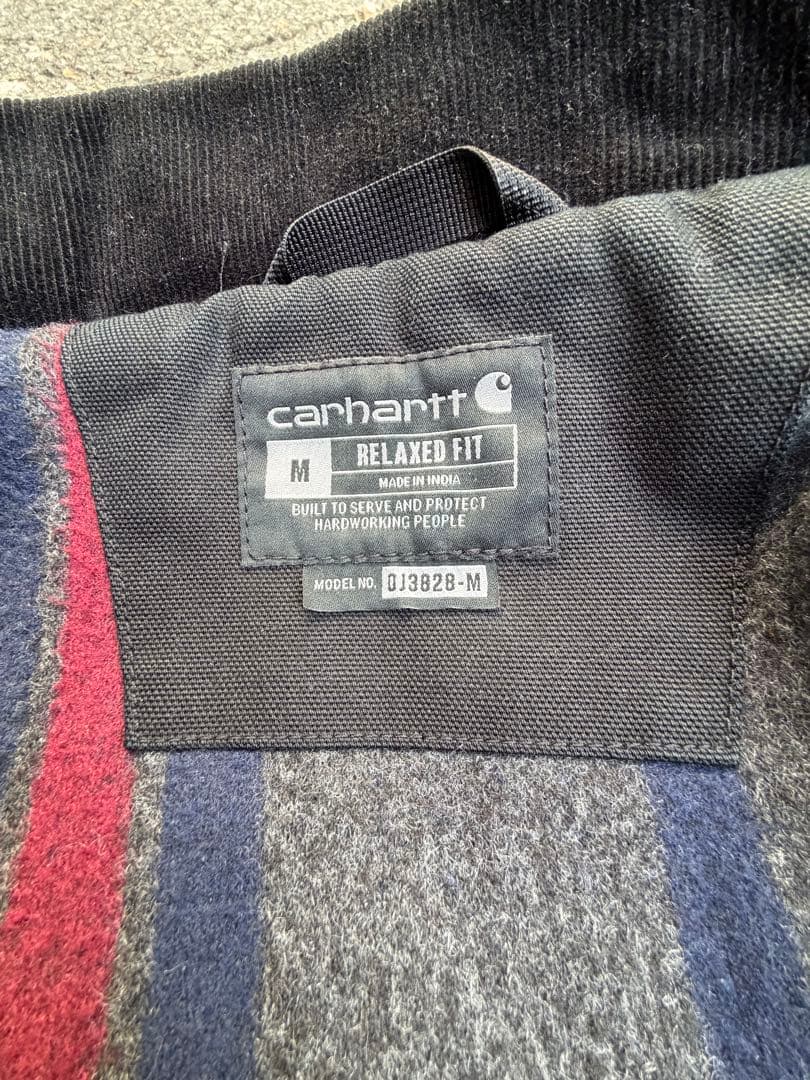 carhartt
M
RELAXED FIT
MADE IN INDIA
BUILT TO SERVE AND PROTECT
HARDWORKING PEOPLE
MODEL NO. OJ3828-M